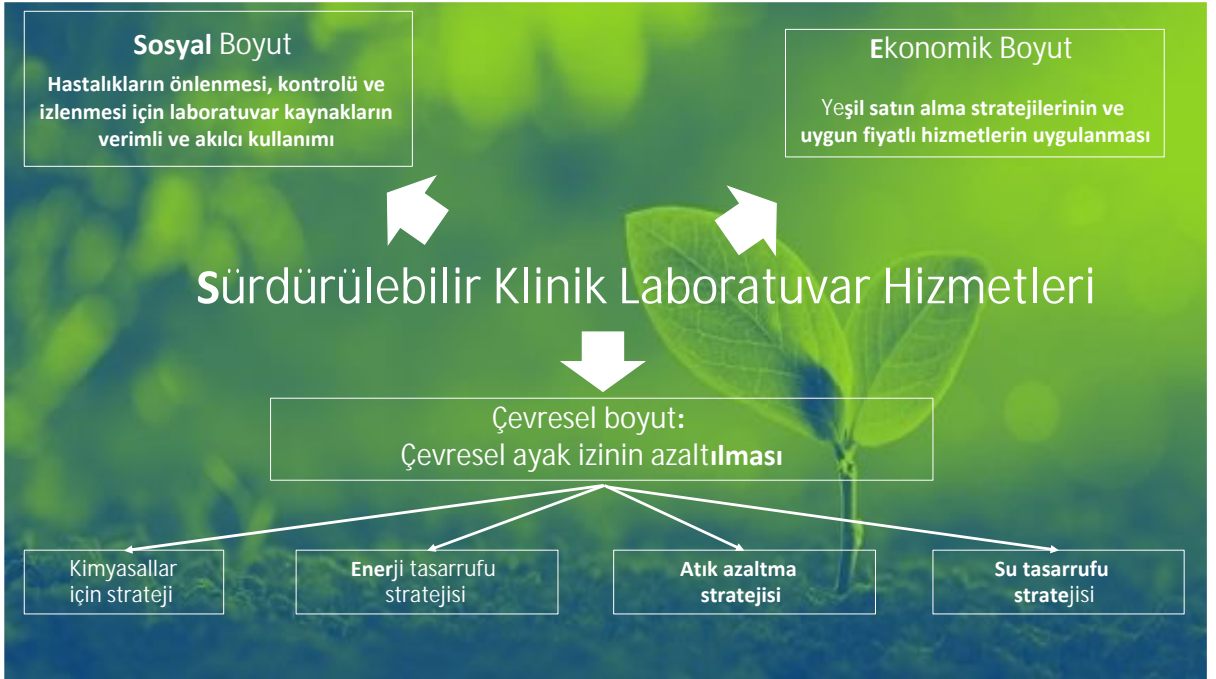 Sosyal Boyut
Hastalıkların önlenmesi, kontrolü ve
izlenmesi için laboratuvar kaynakların
verimli ve akılcı kullanımı
Ekonomik Boyut
Yeşil satın alma stratejilerinin ve
uygun fiyatlı hizmetlerin uygulanması
Sürdürülebilir Klinik Laboratuvar Hizmetleri
Çevresel boyut:
Çevresel ayak izinin azaltılması
Kimyasallar
için strateji
Enerji tasarrufu
stratejisi
Atık azaltma
stratejisi
Su tasarrufu
stratejisi